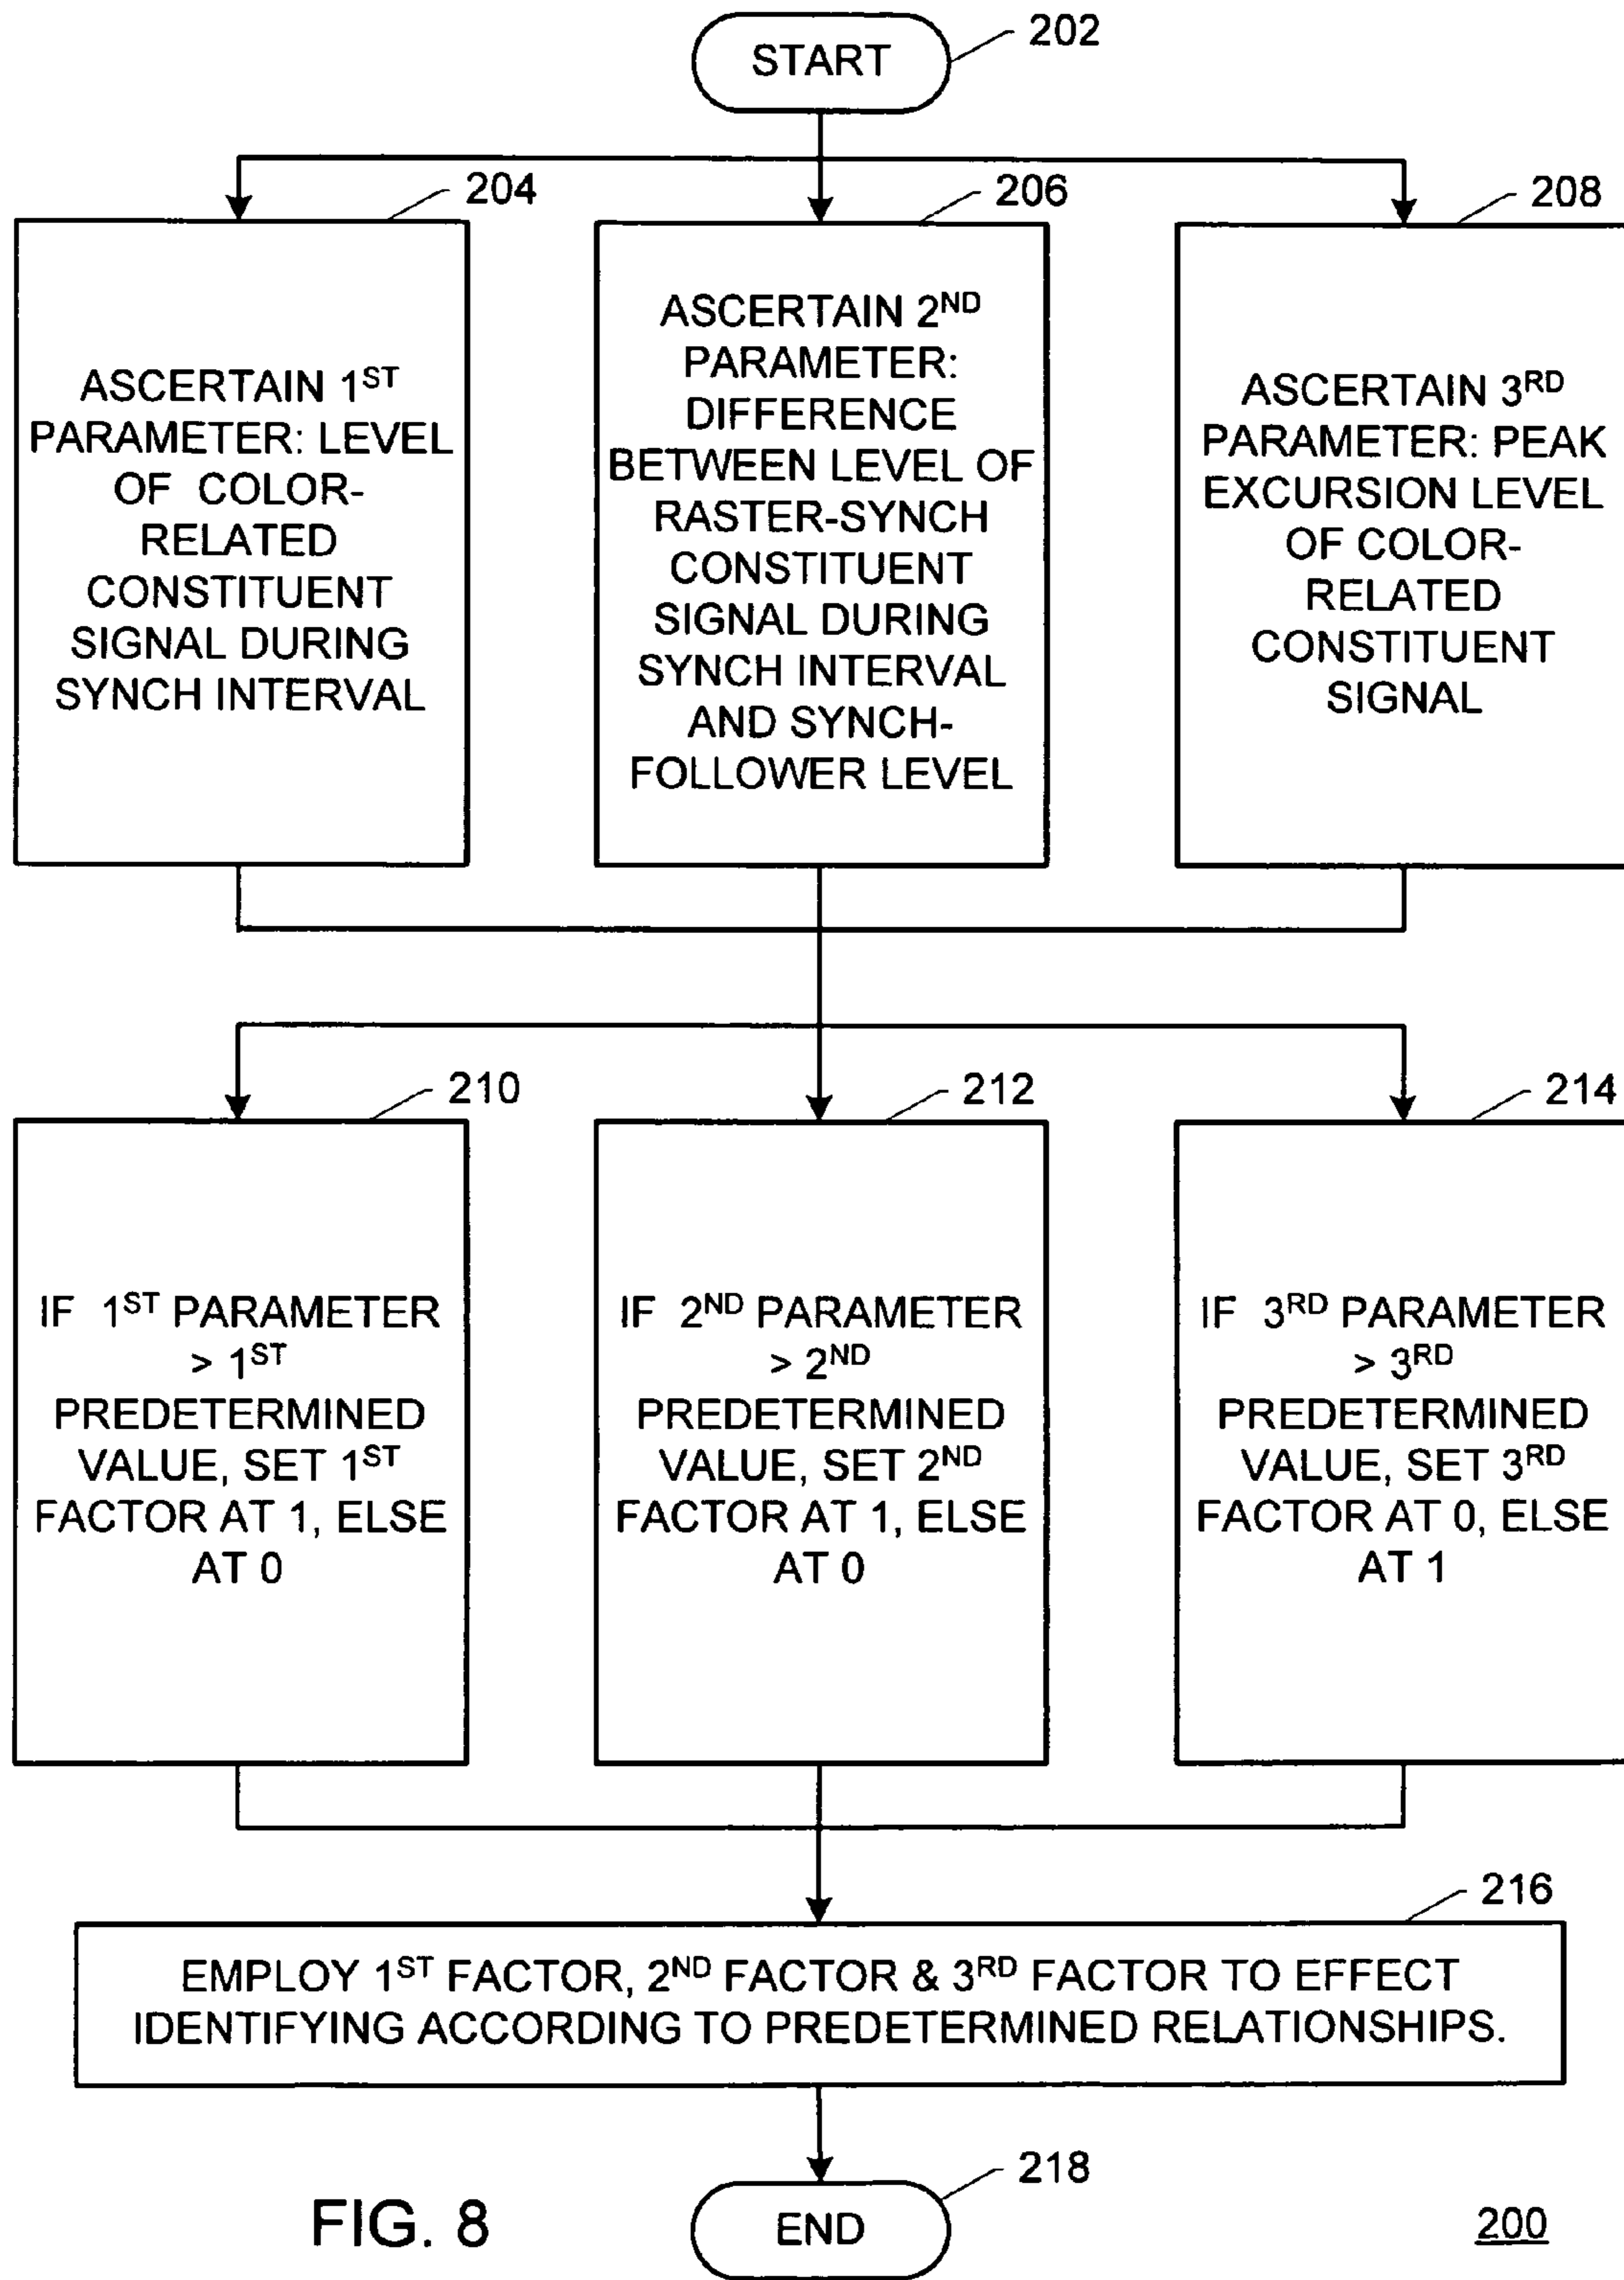 START
202
204
ASCERTAIN 1ST
PARAMETER: LEVEL
OF COLOR-
RELATED
CONSTITUENT
SIGNAL DURING
SYNCH INTERVAL
206
ASCERTAIN 2ND
PARAMETER:
DIFFERENCE
BETWEEN LEVEL OF
RASTER-SYNCH
CONSTITUENT
SIGNAL DURING
SYNCH INTERVAL
AND SYNCH-
FOLLOWER LEVEL
208
ASCERTAIN 3RD
PARAMETER: PEAK
EXCURSION LEVEL
OF COLOR-
RELATED
CONSTITUENT
SIGNAL
210
IF 1ST PARAMETER
> 1ST
PREDETERMINED
VALUE, SET 1ST
FACTOR AT 1, ELSE
AT 0
212
IF 2ND PARAMETER
> 2ND
PREDETERMINED
VALUE, SET 2ND
FACTOR AT 1, ELSE
AT 0
214
IF 3RD PARAMETER
> 3RD
PREDETERMINED
VALUE, SET 3RD
FACTOR AT 0, ELSE
AT 1
216
EMPLOY 1ST FACTOR, 2ND FACTOR & 3RD FACTOR TO EFFECT
IDENTIFYING ACCORDING TO PREDETERMINED RELATIONSHIPS.
218
END
FIG. 8
200